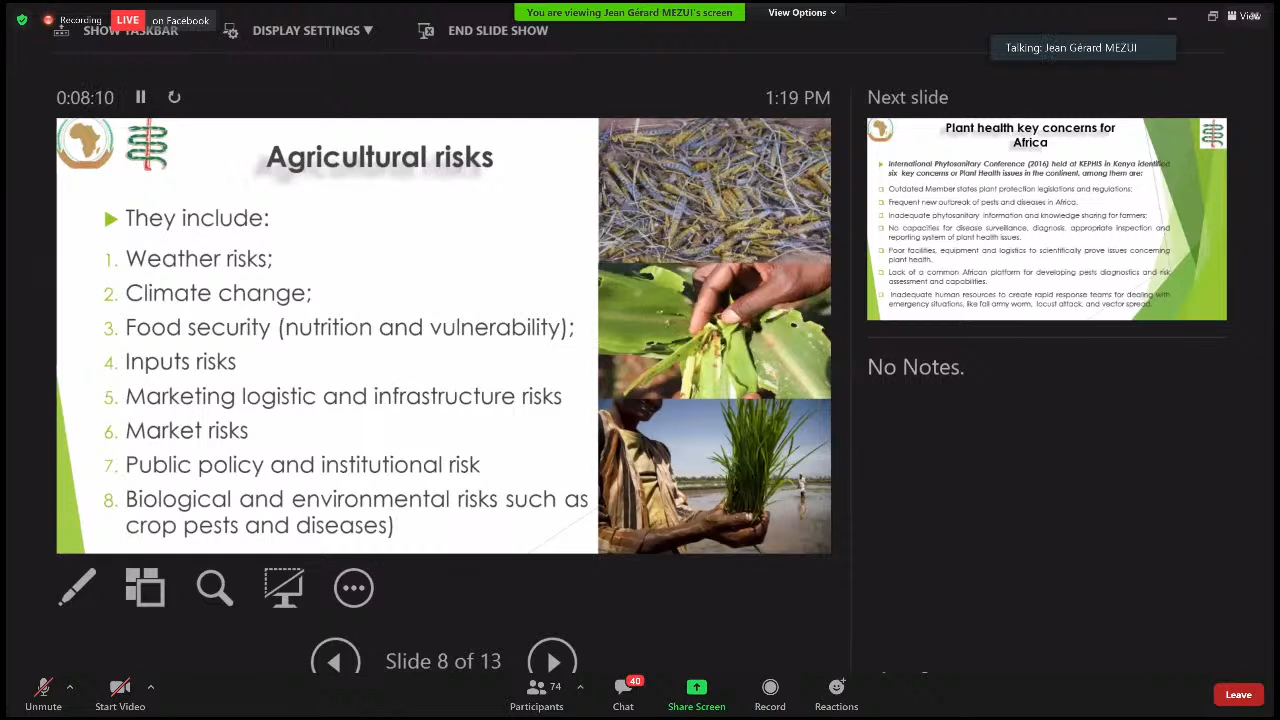 Recording
LIVE on Facebook
You are viewing Jean Gérard MEZUI's screen
View Options
View
SHOW TASKBAR
DISPLAY SETTINGS ▼
END SLIDE SHOW
Talking: Jean Gérard MEZUI
0:08:10
1:19 PM
Agricultural risks
They include:
1. Weather risks;
2. Climate change;
3. Food security (nutrition and vulnerability);
4. Inputs risks
5. Marketing logistic and infrastructure risks
6. Market risks
7. Public policy and institutional risk
8. Biological and environmental risks such as
crop pests and diseases)
Next slide
Plant health key concerns for
Africa
International Phytosanitary Conference (2016) held at KEPHIS in Kenya identified
six key concerns or Plant Health issues in the continent, among them are:
Outdated Member states plant protection legislations and regulations;
Frequent new outbreak of pests and diseases in Africa.
Inadequate phytosanitary information and knowledge sharing for farmers;
No capacities for disease surveillance, diagnosis, appropriate inspection and
reporting system of plant health issues.
Poor facilities, equipment and logistics to scientifically prove issues concerning
plant health.
Lack of a common African platform for developing pests diagnostics and risk
assessment and capabilities.
Inadequate human resources to create rapid response teams for dealing with
emergency situations, like fall army worm, locust attack, and vector spread.
No Notes.
Slide 8 of 13
Unmute
Start Video
74
Participants
40
Chat
Share Screen
Record
Reactions
Leave